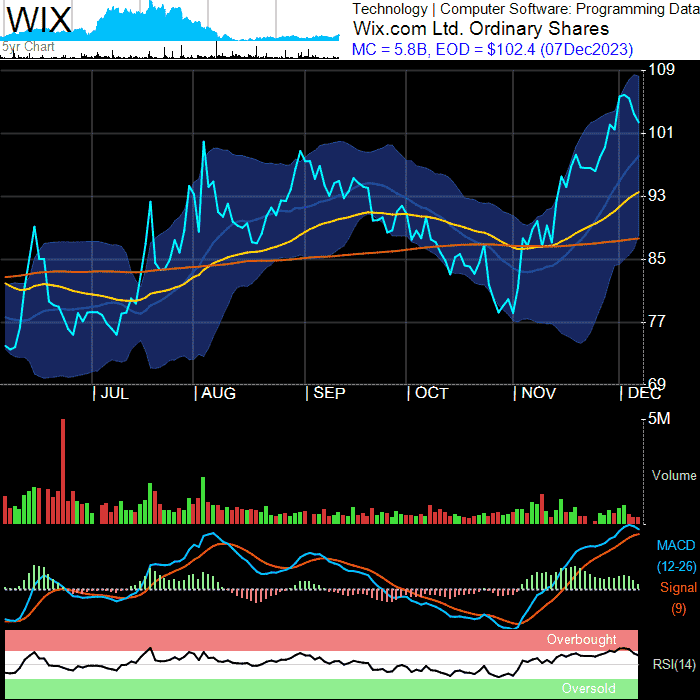 WIX
5yr Chart
Technology | Computer Software: Programming Data
Wix.com Ltd. Ordinary Shares
MC = 5.8B, EOD = $102.4 (07Dec2023)
109
101
93
85
77
69
| JUL | AUG | SEP | OCT | NOV | DEC
5M
Volume
MACD
(12-26)
Signal
(9)
Overbought
RSI(14)
Oversold